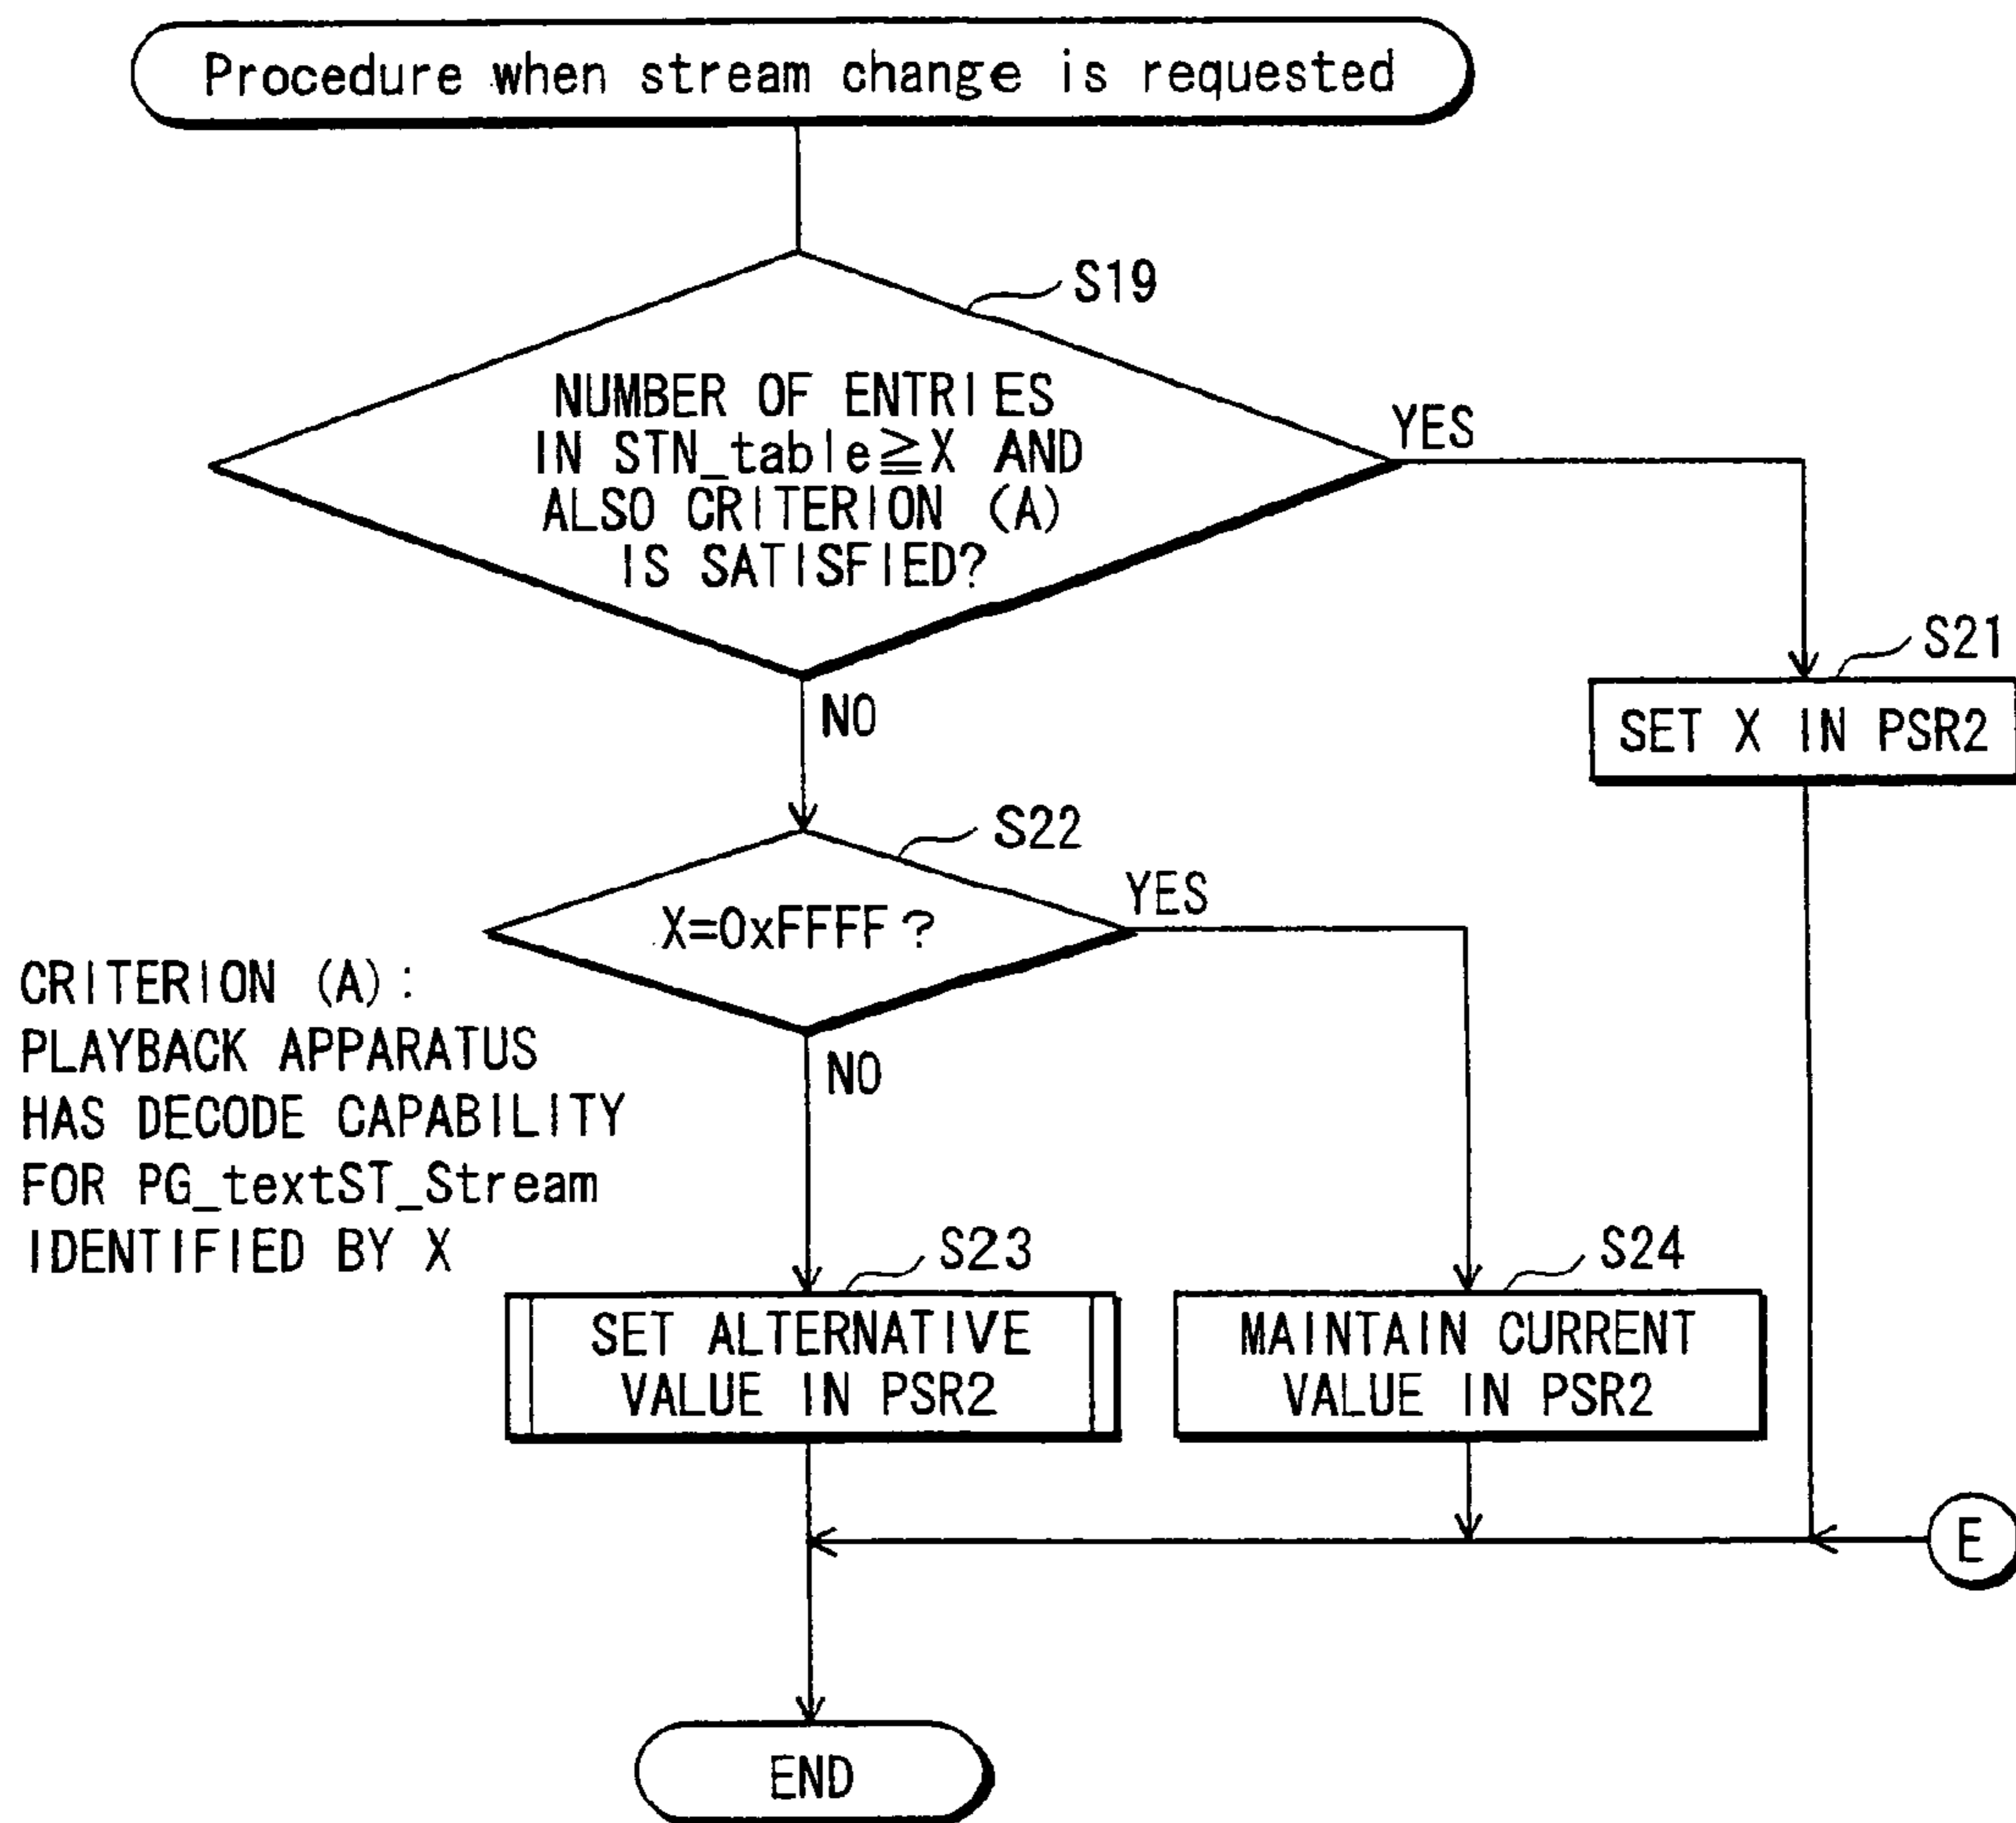 Procedure when stream change is requested
S19
NUMBER OF ENTRIES
IN STN_table≧X AND
ALSO CRITERION (A)
IS SATISFIED?
YES
NO
S21
SET X IN PSR2
S22
X=0xFFFF?
YES
NO
CRITERION (A):
PLAYBACK APPARATUS
HAS DECODE CAPABILITY
FOR PG_textST_Stream
IDENTIFIED BY X
S23
SET ALTERNATIVE
VALUE IN PSR2
S24
MAINTAIN CURRENT
VALUE IN PSR2
E
END